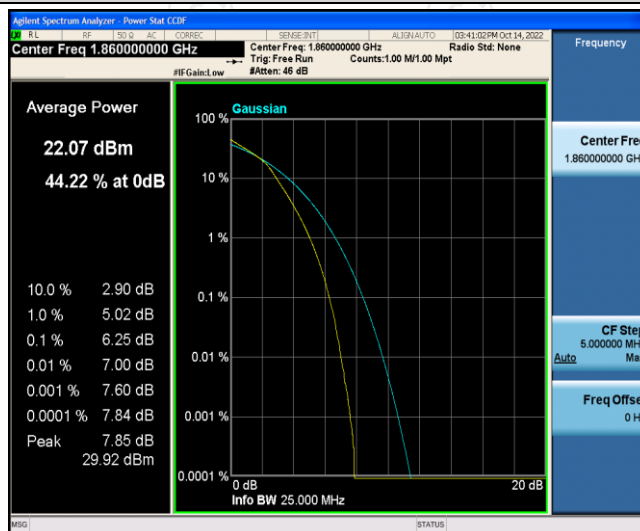 Agilent Spectrum Analyzer - Power Stat CCDF
RL RF 50 Ω AC CORREC SENSE:INT ALIGNAUTO 03:41:02PM Oct 14, 2022
Center Freq 1.860000000 GHz
Center Freq: 1.860000000 GHz Radio Std: None
Trig: Free Run Counts:1.00 M/1.00 Mpt
#IFGain:Low #Atten: 46 dB
Frequency
Average Power
22.07 dBm
44.22 % at 0dB
10.0 % 2.90 dB
1.0 % 5.02 dB
0.1 % 6.25 dB
0.01 % 7.00 dB
0.001 % 7.60 dB
0.0001 % 7.84 dB
Peak 7.85 dB
29.92 dBm
Gaussian
100 %
10 %
1 %
0.1 %
0.01 %
0.001 %
0.0001 %
0 dB 20 dB
Info BW 25.000 MHz
Center Fre
1.860000000 GH
CF Step
5.000000 MH
Auto Ma
Freq Offse
0 H
MSG STATUS